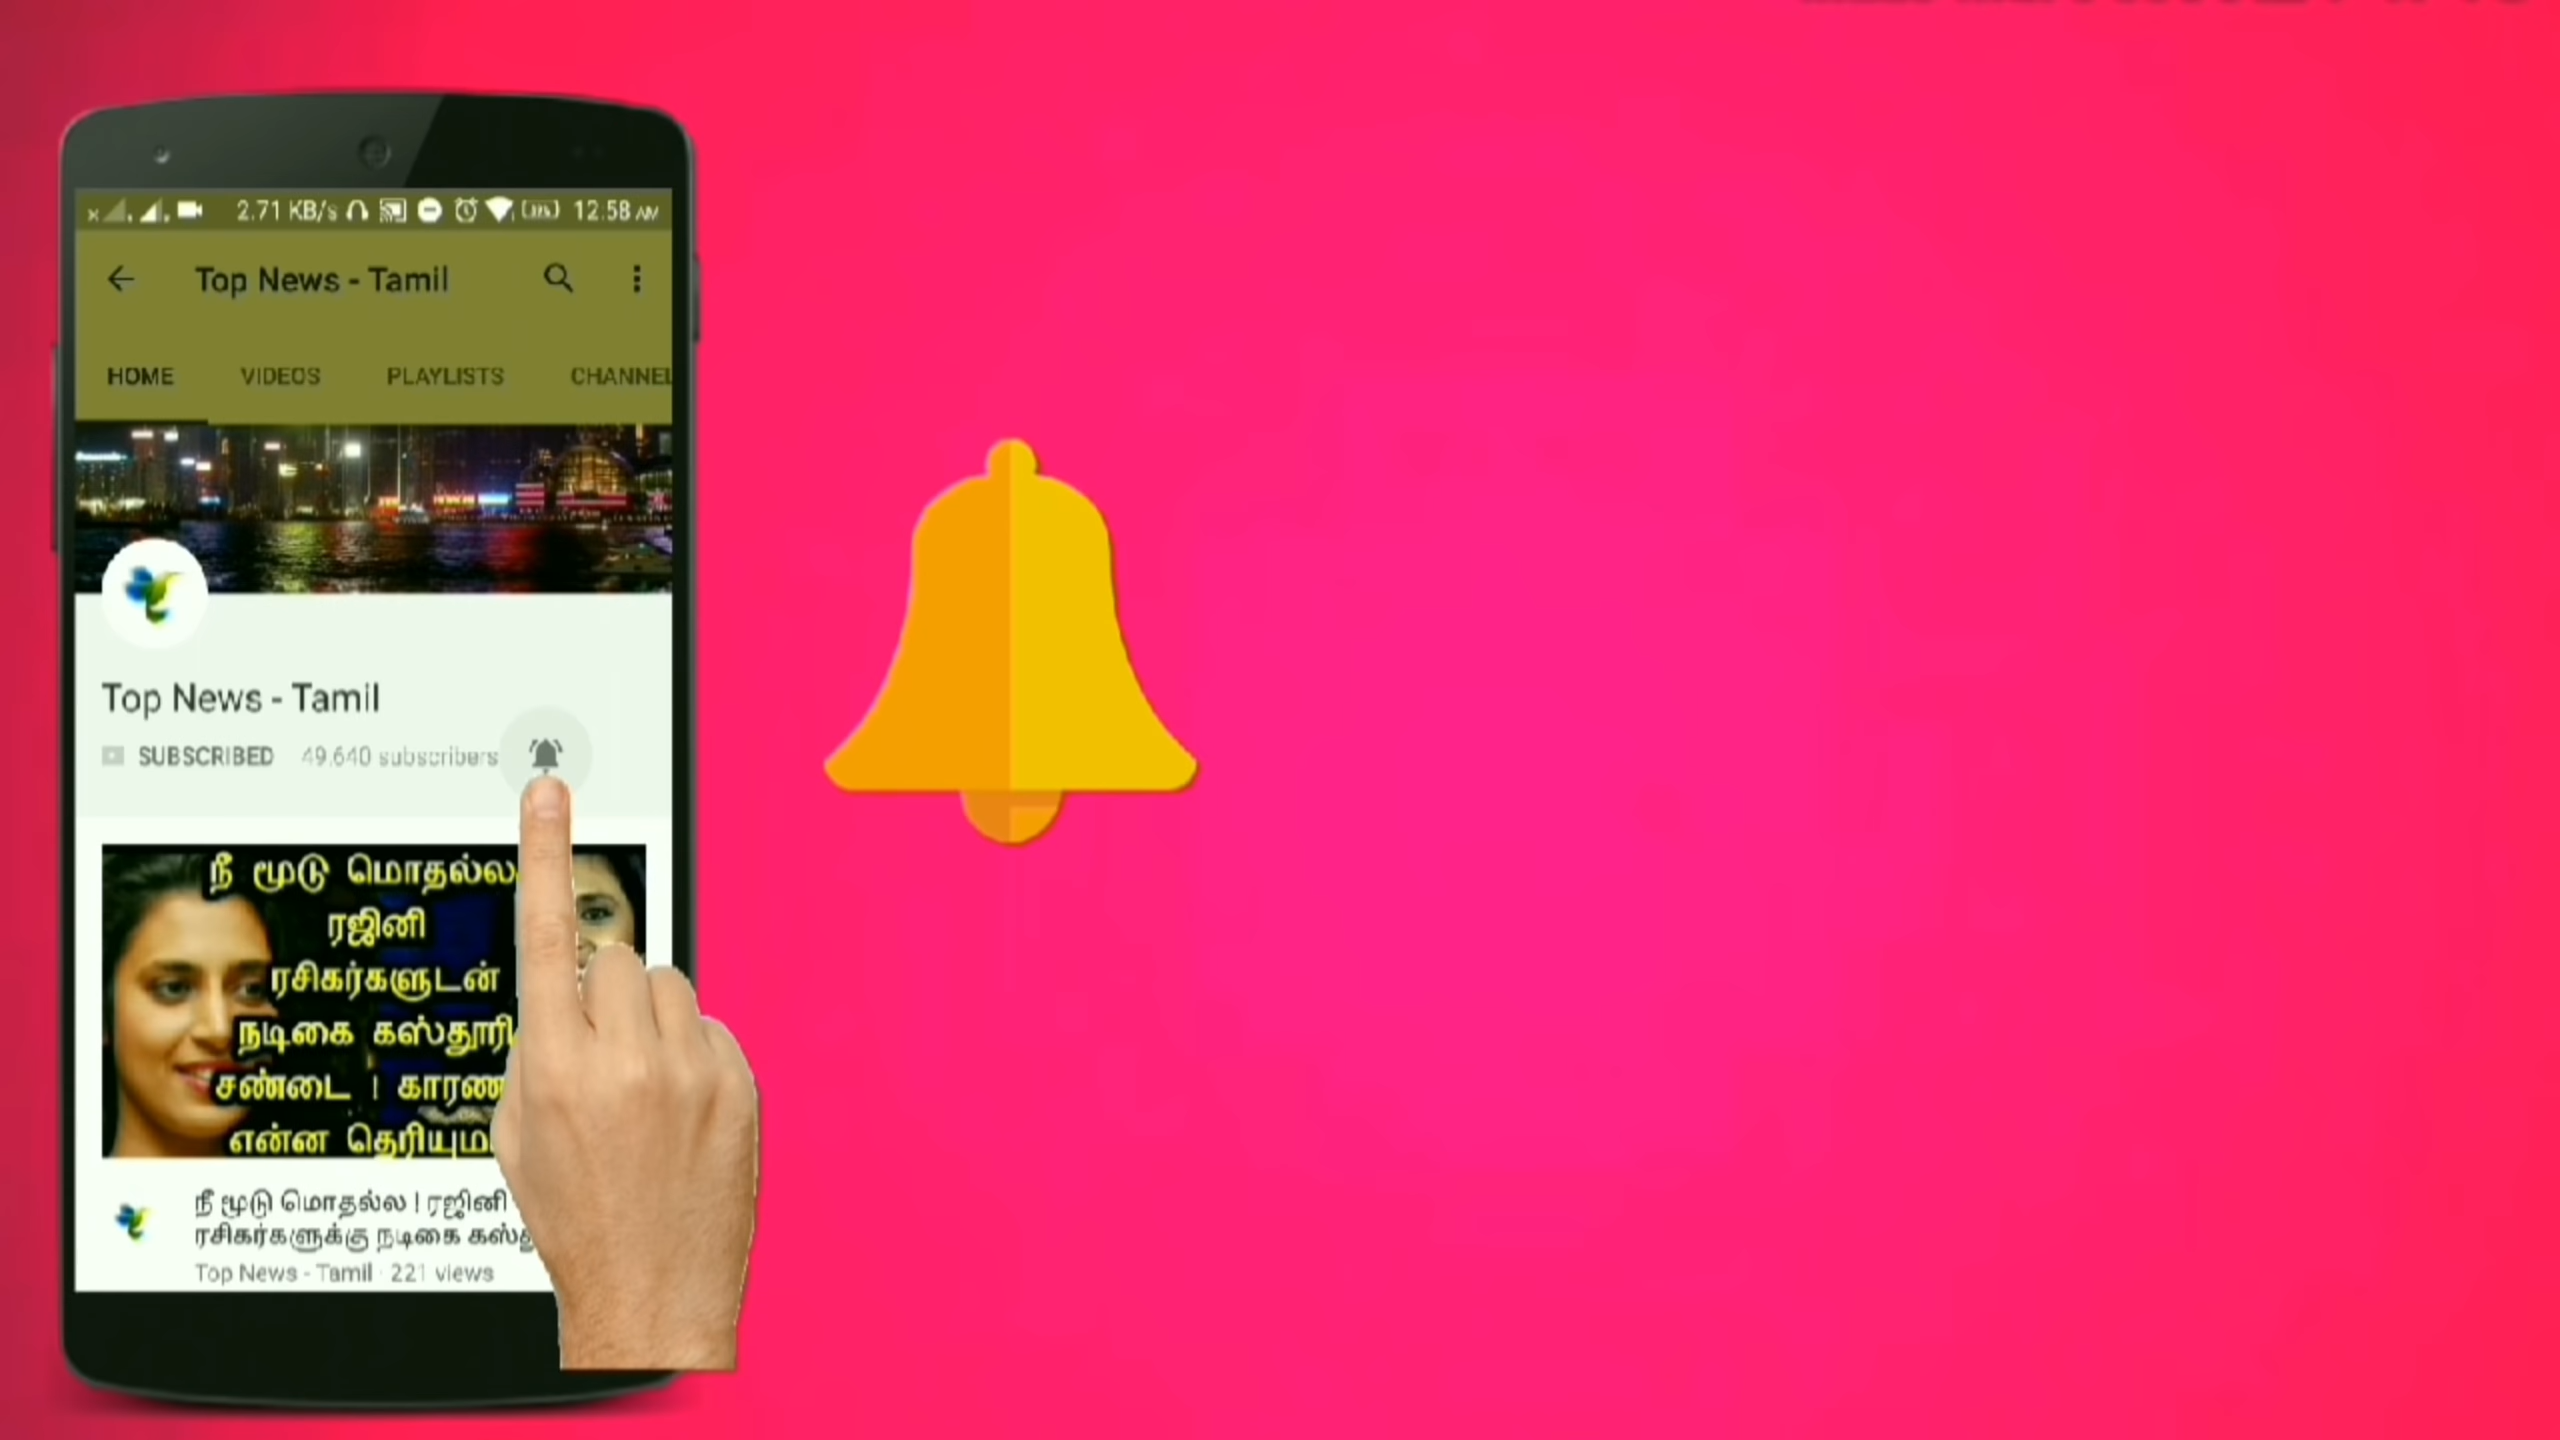 2.71 KB/s 12.58 AM
Top News - Tamil
HOME VIDEOS PLAYLISTS CHANNEL
Top News - Tamil
SUBSCRIBED 49,640 subscribers
நீ மூடு மொதல்ல
ரஜினி
ரசிகர்களுடன்
நடிகை கஸ்தூரி
சண்டை |
என்ன
நீ மூடு மொதல்ல | ரஜினி
ரசிகர்களுக்கு நடிகை
Top News - Tamil · 221 views